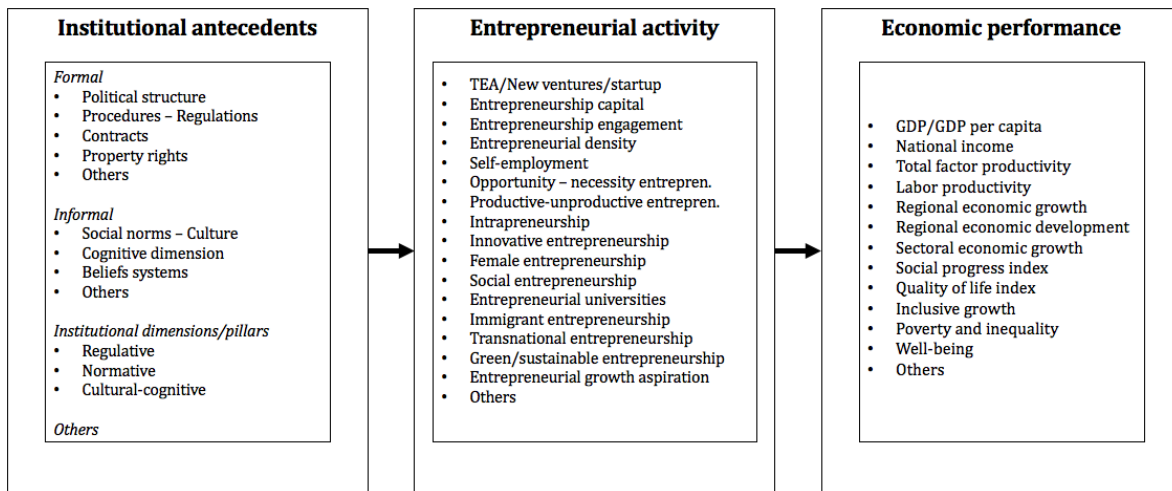 Institutional antecedents
Formal
• Political structure
• Procedures – Regulations
• Contracts
• Property rights
• Others
Informal
• Social norms – Culture
• Cognitive dimension
• Beliefs systems
• Others
Institutional dimensions/pillars
• Regulative
• Normative
• Cultural-cognitive
Others
Entrepreneurial activity
• TEA/New ventures/startup
• Entrepreneurship capital
• Entrepreneurship engagement
• Entrepreneurial density
• Self-employment
• Opportunity – necessity entrepren.
• Productive-unproductive entrepren.
• Intrapreneurship
• Innovative entrepreneurship
• Female entrepreneurship
• Social entrepreneurship
• Entrepreneurial universities
• Immigrant entrepreneurship
• Transnational entrepreneurship
• Green/sustainable entrepreneurship
• Entrepreneurial growth aspiration
• Others
Economic performance
• GDP/GDP per capita
• National income
• Total factor productivity
• Labor productivity
• Regional economic growth
• Regional economic development
• Sectoral economic growth
• Social progress index
• Quality of life index
• Inclusive growth
• Poverty and inequality
• Well-being
• Others